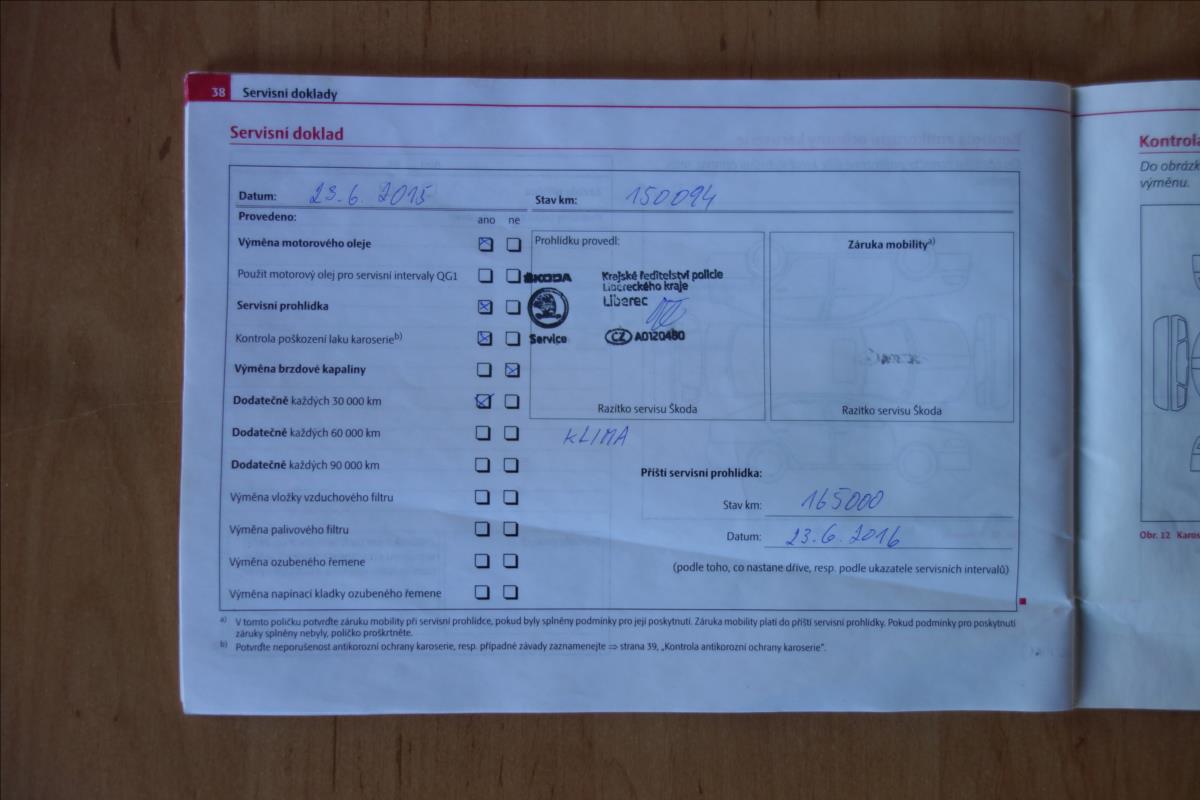 38 Servisní doklady
Servisní doklad
Datum: 23.6. 2015 Stav km: 150094
Provedeno: ano ne
Výměna motorového oleje
Použit motorový olej pro servisní intervaly QG1
Servisní prohlídka
Kontrola poškození laku karoserie b)
Výměna brzdové kapaliny
Dodatečně každých 30 000 km
Dodatečně každých 60 000 km
Dodatečně každých 90 000 km
Výměna vložky vzduchového filtru
Výměna palivového filtru
Výměna ozubeného řemene
Výměna napínací kladky ozubeného řemene
Prohlídku provedl:
ŠKODA
Service
Krajské ředitelství policie
Libereckého kraje
Liberec
CZ A0120480
Razítko servisu Škoda
Záruka mobility a)
Razítko servisu Škoda
KLIMA
Příští servisní prohlídka:
Stav km: 165000
Datum: 23.6.2016
(podle toho, co nastane dříve, resp. podle ukazatele servisních intervalů)
a) V tomto políčku potvrďte záruku mobility při servisní prohlídce, pokud byly splněny podmínky pro její poskytnutí. Záruka mobility platí do příští servisní prohlídky. Pokud podmínky pro poskytnutí
záruky splněny nebyly, políčko proškrtněte.
b) Potvrďte neporušenost antikorozní ochrany karoserie, resp. případné závady zaznamenejte ⇒ strana 39, „Kontrola antikorozní ochrany karoserie".
Kontrola
Do obrázk
výměnu.
Obr. 12 Karos